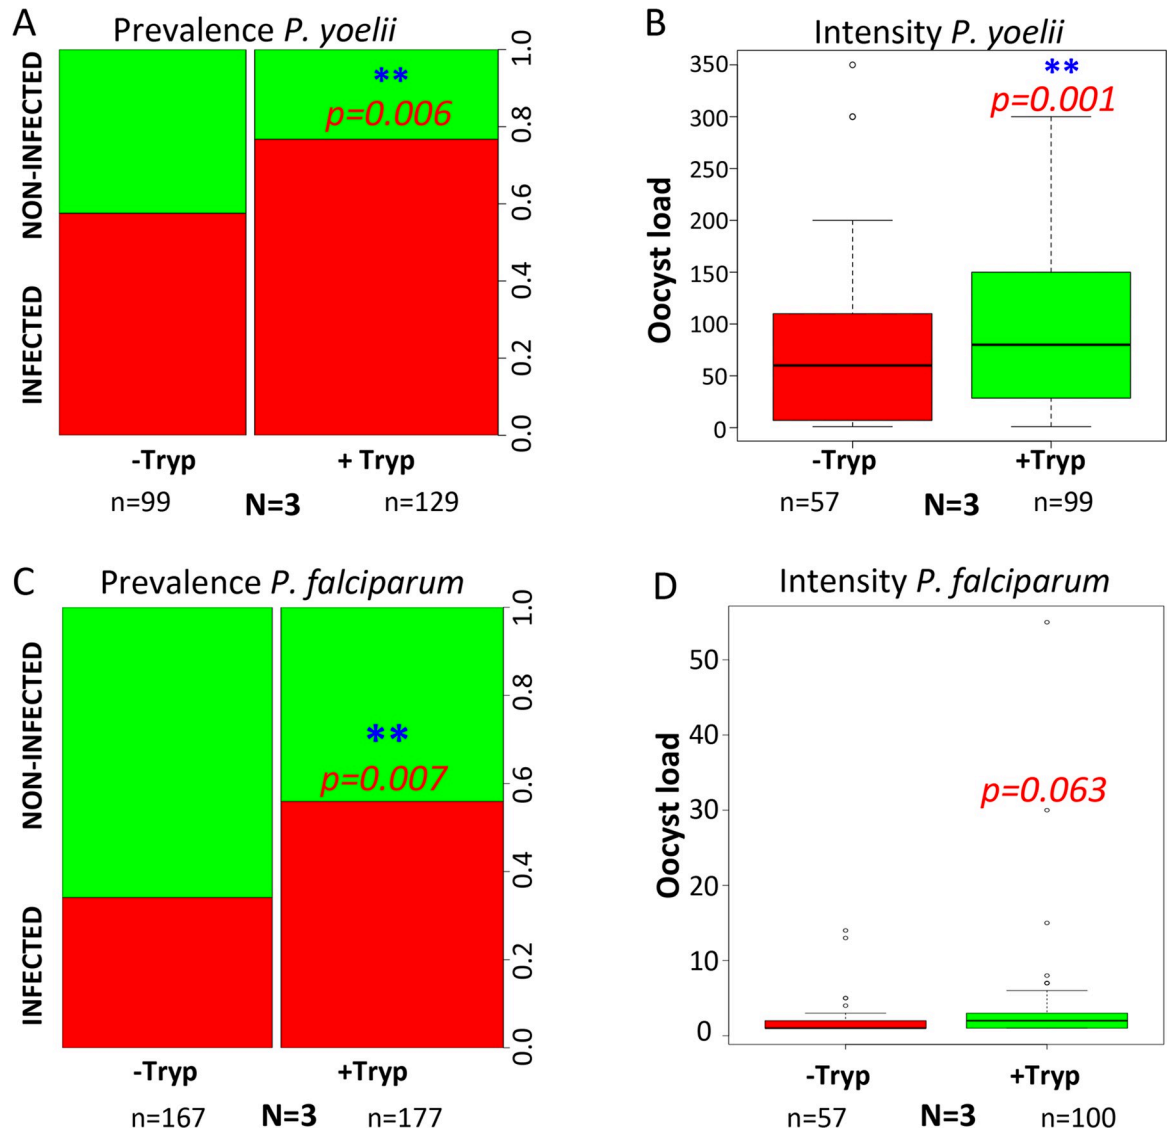 A
Prevalence P. yoelii
NON-INFECTED
INFECTED
**
p=0.006
1.0
0.8
0.6
0.4
0.2
0.0
-Tryp
+ Tryp
n=99
N=3
n=129
B
Intensity P. yoelii
Oocyst load
350
300
250
200
150
100
50
0
**
p=0.001
-Tryp
+Tryp
n=57
N=3
n=99
C
Prevalence P. falciparum
NON-INFECTED
INFECTED
**
p=0.007
1.0
0.8
0.6
0.4
0.2
0.0
-Tryp
+Tryp
n=167
N=3
n=177
D
Intensity P. falciparum
Oocyst load
50
40
30
20
10
0
p=0.063
-Tryp
+Tryp
n=57
N=3
n=100